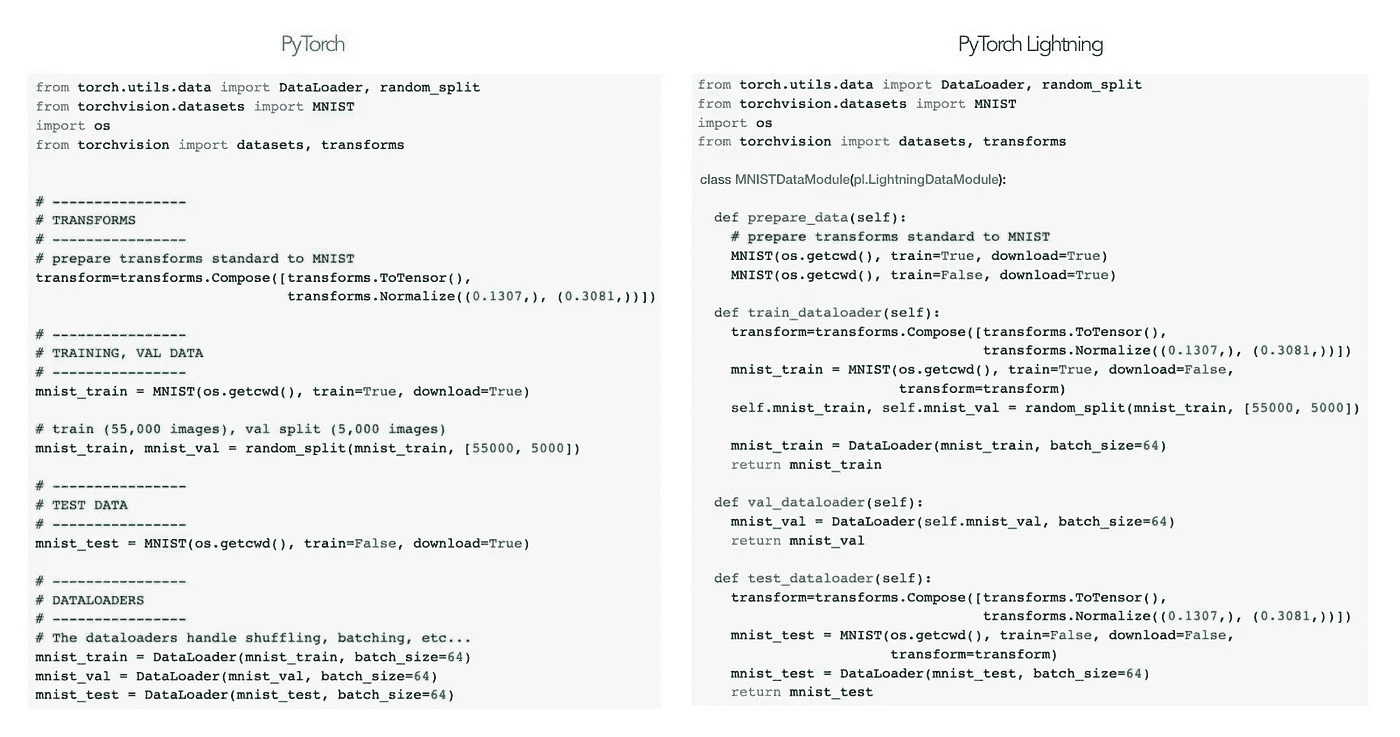 PyTorch
from torch.utils.data import DataLoader, random_split
from torchvision.datasets import MNIST
import os
from torchvision import datasets, transforms
# ----------------
# TRANSFORMS
# ----------------
# prepare transforms standard to MNIST
transform=transforms.Compose([transforms.ToTensor(),
transforms.Normalize((0.1307,), (0.3081,))])
# ----------------
# TRAINING, VAL DATA
# ----------------
mnist_train = MNIST(os.getcwd(), train=True, download=True)
# train (55,000 images), val split (5,000 images)
mnist_train, mnist_val = random_split(mnist_train, [55000, 5000])
# ----------------
# TEST DATA
# ----------------
mnist_test = MNIST(os.getcwd(), train=False, download=True)
# ----------------
# DATALOADERS
# ----------------
# The dataloaders handle shuffling, batching, etc...
mnist_train = DataLoader(mnist_train, batch_size=64)
mnist_val = DataLoader(mnist_val, batch_size=64)
mnist_test = DataLoader(mnist_test, batch_size=64)
PyTorch Lightning
from torch.utils.data import DataLoader, random_split
from torchvision.datasets import MNIST
import os
from torchvision import datasets, transforms
class MNISTDataModule(pl.LightningDataModule):
def prepare_data(self):
# prepare transforms standard to MNIST
MNIST(os.getcwd(), train=True, download=True)
MNIST(os.getcwd(), train=False, download=True)
def train_dataloader(self):
transform=transforms.Compose([transforms.ToTensor(),
transforms.Normalize((0.1307,), (0.3081,))])
mnist_train = MNIST(os.getcwd(), train=True, download=False,
transform=transform)
self.mnist_train, self.mnist_val = random_split(mnist_train, [55000, 5000])
mnist_train = DataLoader(mnist_train, batch_size=64)
return mnist_train
def val_dataloader(self):
mnist_val = DataLoader(self.mnist_val, batch_size=64)
return mnist_val
def test_dataloader(self):
transform=transforms.Compose([transforms.ToTensor(),
transforms.Normalize((0.1307,), (0.3081,))])
mnist_test = MNIST(os.getcwd(), train=False, download=False,
transform=transform)
mnist_test = DataLoader(mnist_test, batch_size=64)
return mnist_test